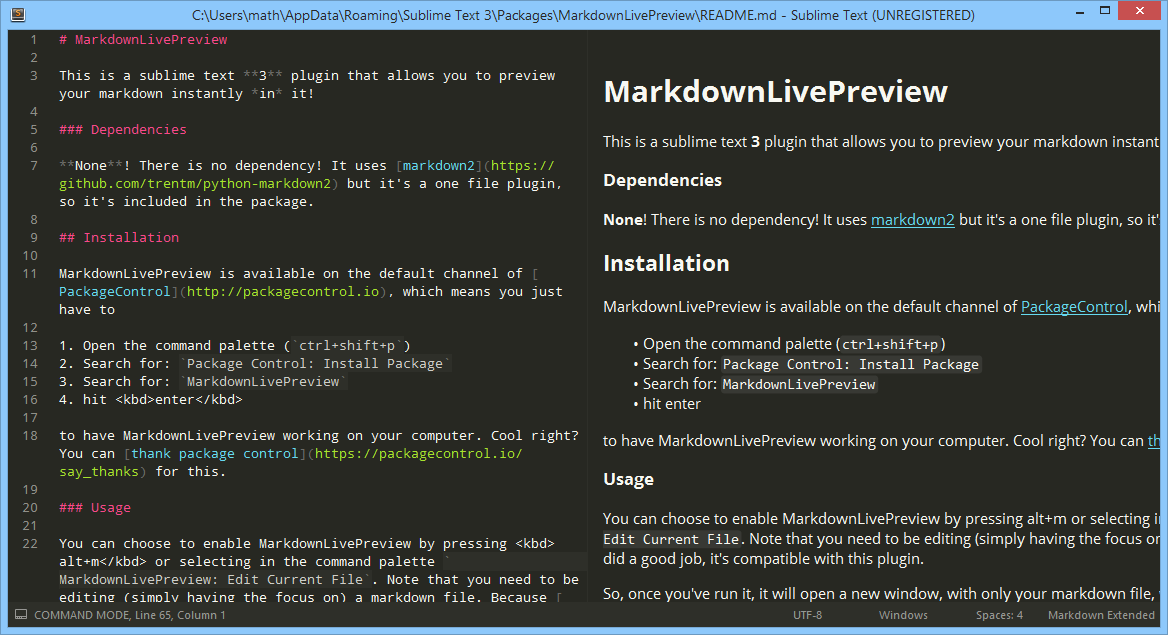 C:\Users\math\AppData\Roaming\Sublime Text 3\Packages\MarkdownLivePreview\README.md - Sublime Text (UNREGISTERED)
1 # MarkdownLivePreview
2
3 This is a sublime text **3** plugin that allows you to preview
your markdown instantly *in* it!
4
5 ### Dependencies
6
7 **None**! There is no dependency! It uses [markdown2](https://
github.com/trentm/python-markdown2) but it's a one file plugin,
so it's included in the package.
8
9 ## Installation
10
11 MarkdownLivePreview is available on the default channel of [
PackageControl](http://packagecontrol.io), which means you just
have to
12
13 1. Open the command palette (`ctrl+shift+p`)
14 2. Search for: `Package Control: Install Package`
15 3. Search for: `MarkdownLivePreview`
16 4. hit <kbd>enter</kbd>
17
18 to have MarkdownLivePreview working on your computer. Cool right?
You can [thank package control](https://packagecontrol.io/
say_thanks) for this.
19
20 ### Usage
21
22 You can choose to enable MarkdownLivePreview by pressing <kbd>
alt+m</kbd> or selecting in the command palette `
MarkdownLivePreview: Edit Current File`. Note that you need to be
editing (simply having the focus on) a markdown file. Because [
MarkdownLivePreview
This is a sublime text 3 plugin that allows you to preview your markdown instant
Dependencies
None! There is no dependency! It uses markdown2 but it's a one file plugin, so it's
Installation
MarkdownLivePreview is available on the default channel of PackageControl, whi
• Open the command palette (ctrl+shift+p)
• Search for: Package Control: Install Package
• Search for: MarkdownLivePreview
• hit enter
to have MarkdownLivePreview working on your computer. Cool right? You can th
Usage
You can choose to enable MarkdownLivePreview by pressing alt+m or selecting i
Edit Current File. Note that you need to be editing (simply having the focus or
did a good job, it's compatible with this plugin.
So, once you've run it, it will open a new window, with only your markdown file,
COMMAND MODE, Line 65, Column 1
UTF-8
Windows
Spaces: 4
Markdown Extended